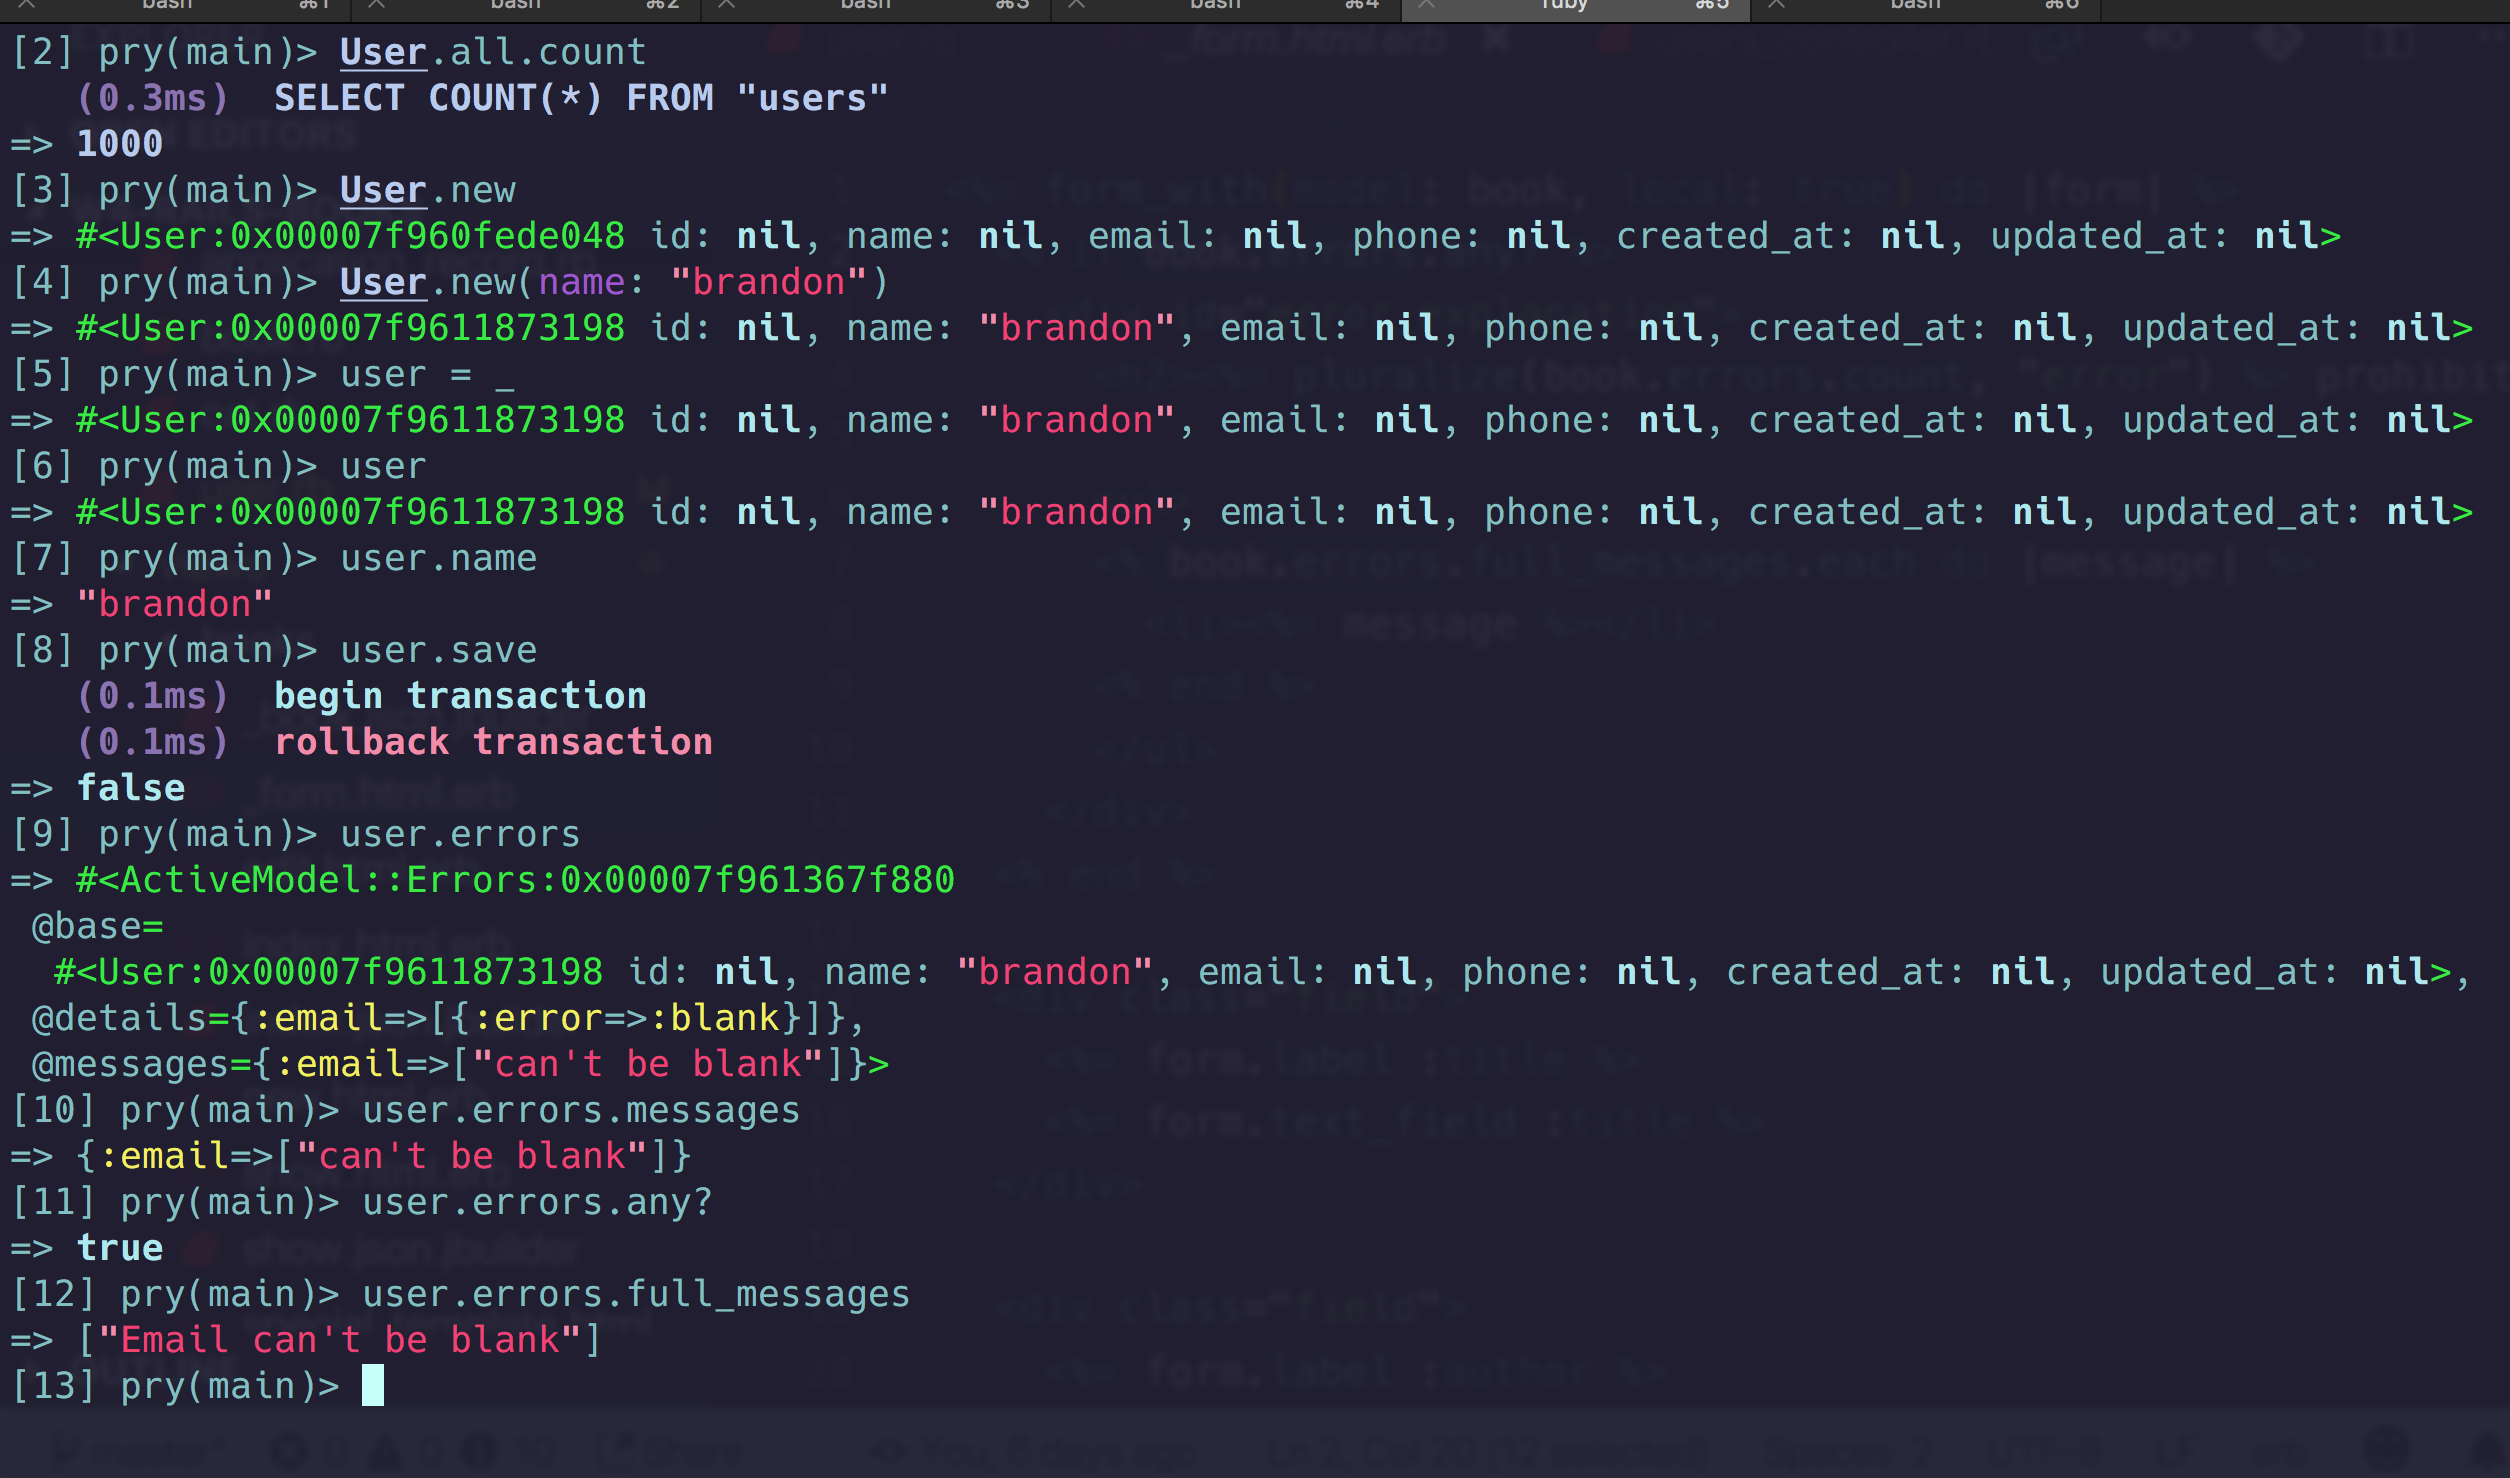 bash ⌘1 bash ⌘2 bash ⌘3 bash ⌘4 ruby ⌘5 bash ⌘6
[2] pry(main)> User.all.count
(0.3ms) SELECT COUNT(*) FROM "users"
=> 1000
[3] pry(main)> User.new
=> #<User:0x00007f960fede048 id: nil, name: nil, email: nil, phone: nil, created_at: nil, updated_at: nil>
[4] pry(main)> User.new(name: "brandon")
=> #<User:0x00007f9611873198 id: nil, name: "brandon", email: nil, phone: nil, created_at: nil, updated_at: nil>
[5] pry(main)> user = _
=> #<User:0x00007f9611873198 id: nil, name: "brandon", email: nil, phone: nil, created_at: nil, updated_at: nil>
[6] pry(main)> user
=> #<User:0x00007f9611873198 id: nil, name: "brandon", email: nil, phone: nil, created_at: nil, updated_at: nil>
[7] pry(main)> user.name
=> "brandon"
[8] pry(main)> user.save
(0.1ms) begin transaction
(0.1ms) rollback transaction
=> false
[9] pry(main)> user.errors
=> #<ActiveModel::Errors:0x00007f961367f880
@base=
#<User:0x00007f9611873198 id: nil, name: "brandon", email: nil, phone: nil, created_at: nil, updated_at: nil>,
@details={:email=>[{:error=>:blank}]},
@messages={:email=>["can't be blank"]}>
[10] pry(main)> user.errors.messages
=> {:email=>["can't be blank"]}
[11] pry(main)> user.errors.any?
=> true
[12] pry(main)> user.errors.full_messages
=> ["Email can't be blank"]
[13] pry(main)>